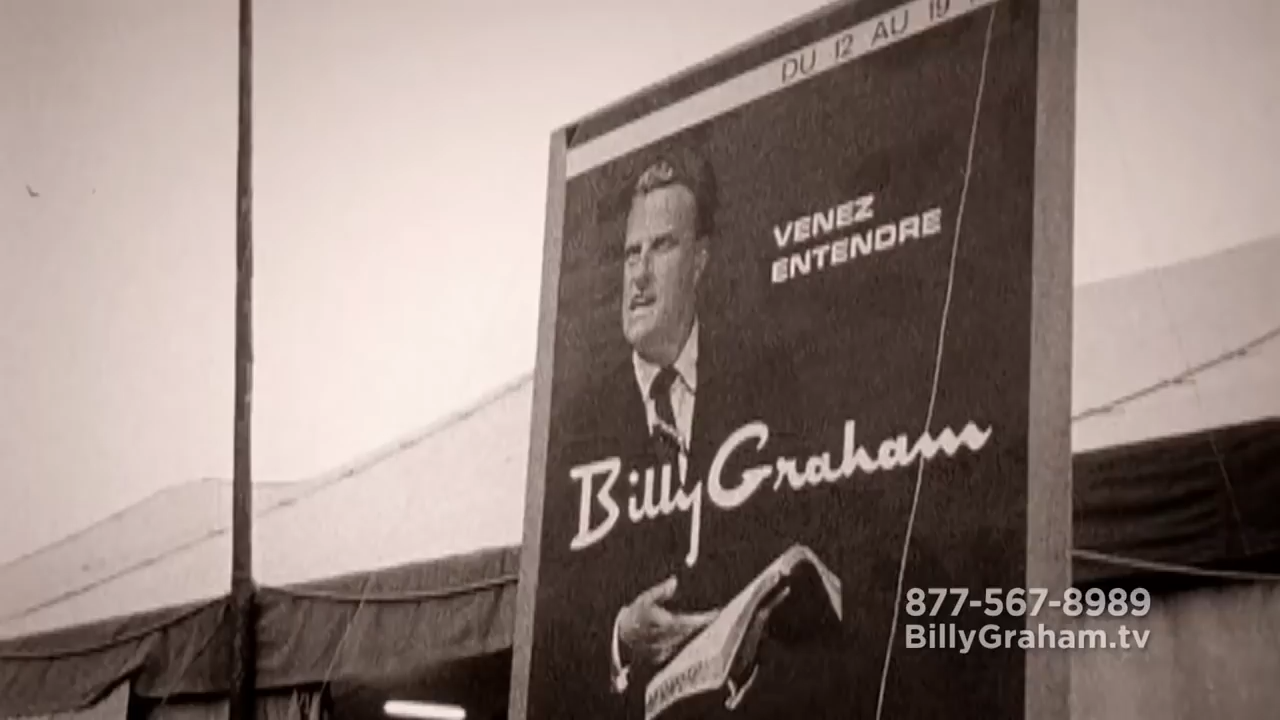 DU 12 AU 19
VENEZ
ENTENDRE
Billy Graham
877-567-8989
BillyGraham.tv